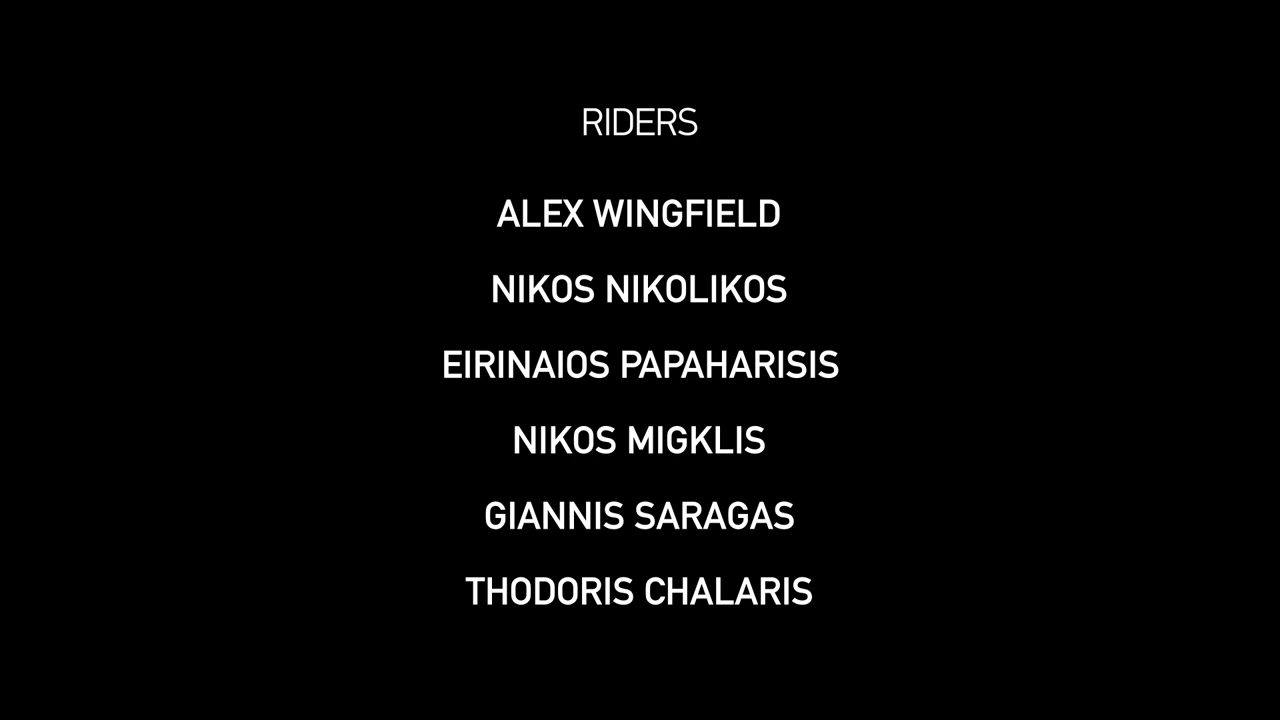 RIDERS
ALEX WINGFIELD
NIKOS NIKOLIKOS
EIRINAIOS PAPAHARISIS
NIKOS MIGKLIS
GIANNIS SARAGAS
THODORIS CHALARIS